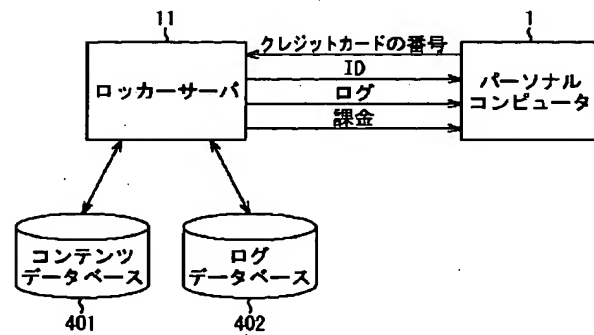 11
1
クレジットカードの番号
ID
ログ
課金
ロッカーサーバ
パーソナル
コンピュータ
コンテンツ
データベース
ログ
データベース
401
402